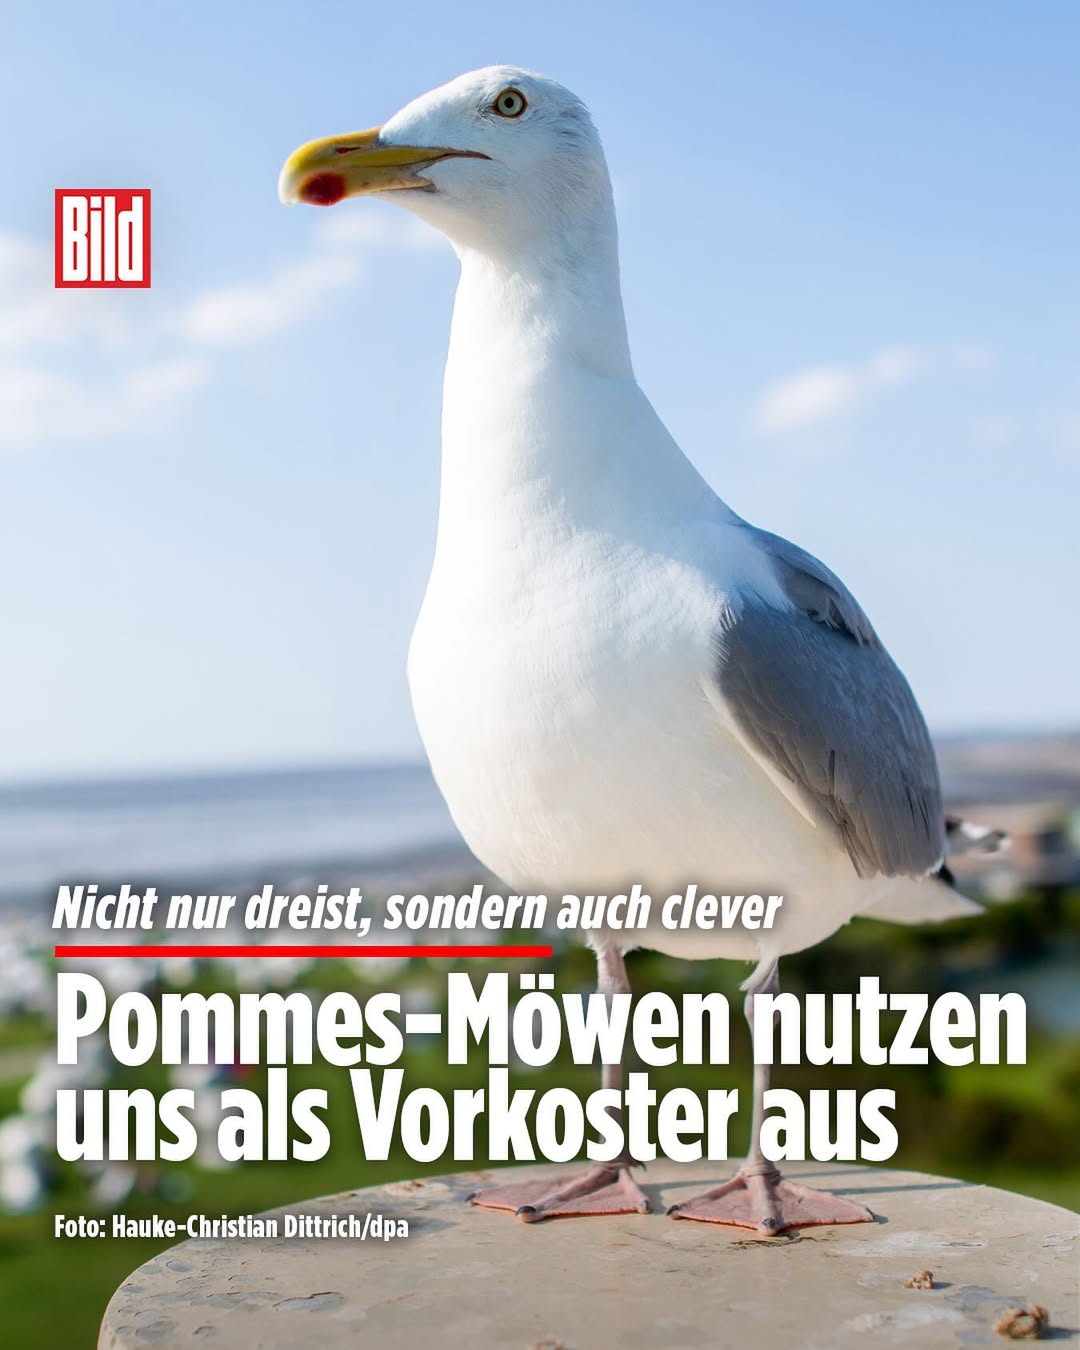 Bild
Nicht nur dreist, sondern auch clever
Pommes-Möwen nutzen
uns als Vorkoster aus
Foto: Hauke-Christian Dittrich/dpa